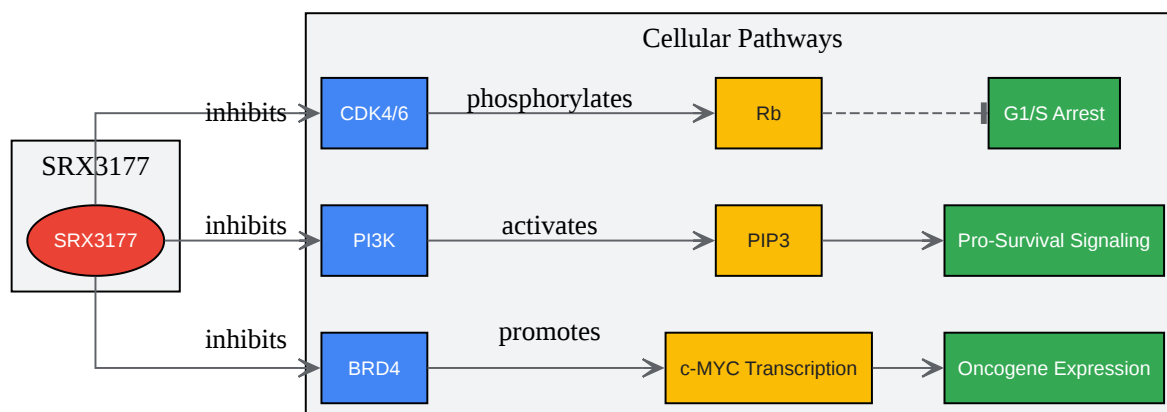 Cellular Pathways
inhibits CDK4/6 phosphorylates Rb G1/S Arrest
SRX3177
SRX3177 inhibits PI3K activates PIP3 Pro-Survival Signaling
inhibits BRD4 promotes c-MYC Transcription Oncogene Expression